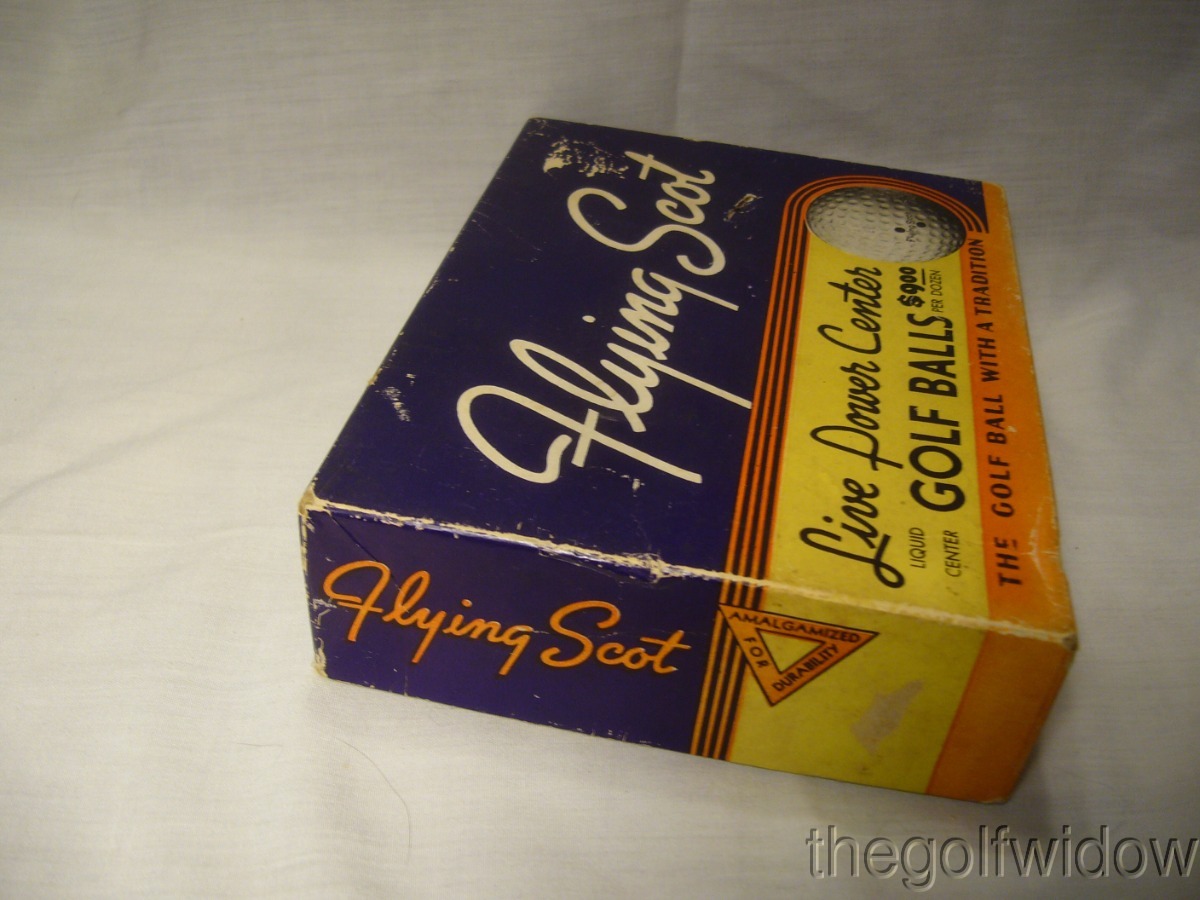 Flying Scot
Live Power Center
LIQUID CENTER GOLF BALLS $9.00 PER DOZEN
THE GOLF BALL WITH A TRADITION
Flying Scot
AMALGAMIZED
FOR
DURABILITY
thegolfwidow